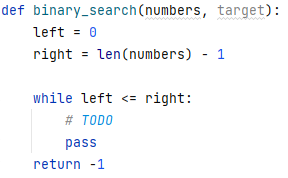 def binary_search(numbers, target):
    left = 0
    right = len(numbers) - 1

    while left <= right:
        # TODO
        pass
    return -1